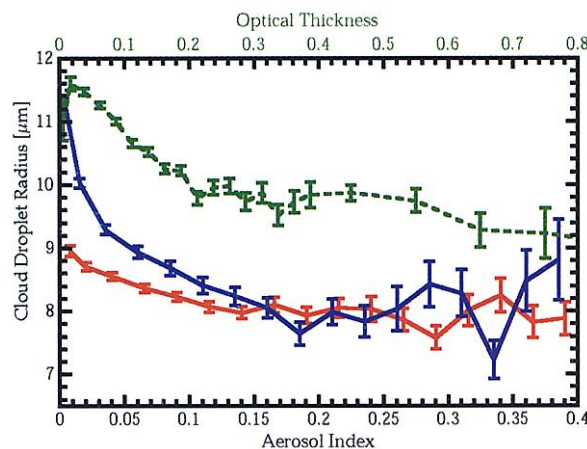 Optical Thickness
0 0.1 0.2 0.3 0.4 0.5 0.6 0.7 0.8
12
11
10
9
8
7
Cloud Droplet Radius [μm]
0 0.05 0.1 0.15 0.2 0.25 0.3 0.35 0.4
Aerosol Index